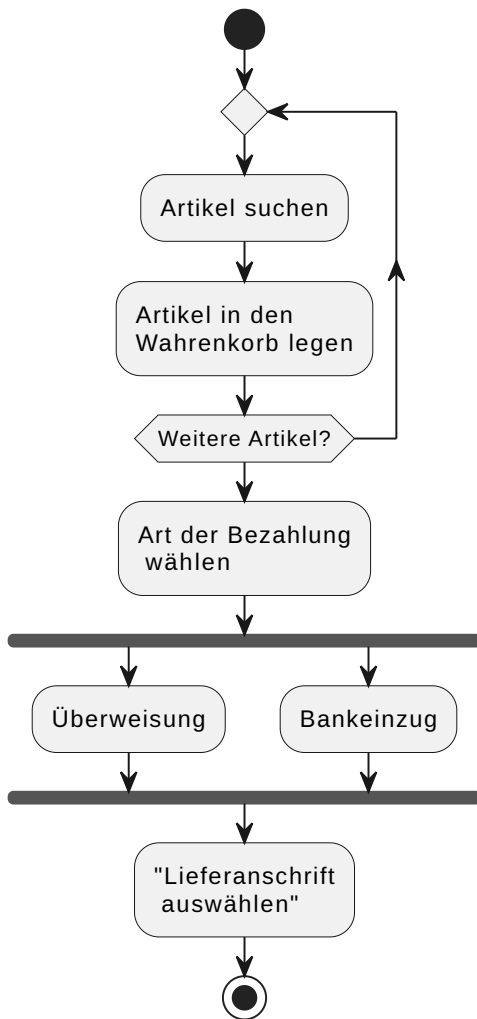 Artikel suchen
Artikel in den
Wahrenkorb legen
Weitere Artikel?
Art der Bezahlung
wählen
Überweisung
Bankeinzug
"Lieferanschrift
auswählen"